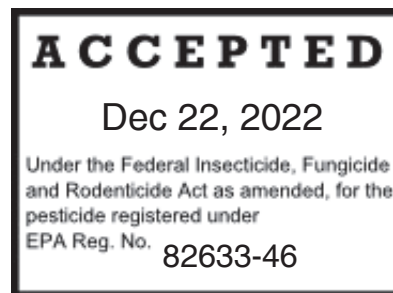 ACCEPTED
Dec 22, 2022
Under the Federal Insecticide, Fungicide
and Rodenticide Act as amended, for the
pesticide registered under
EPA Reg. No. 82633-46